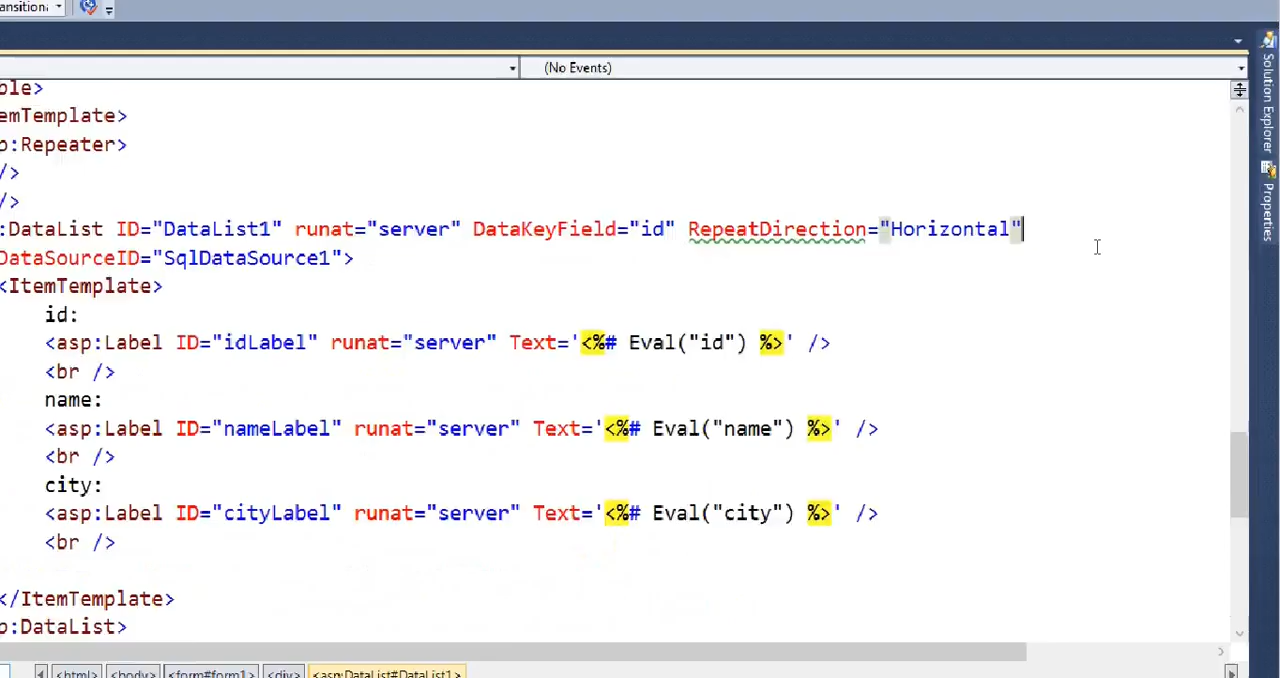 ansition:
(No Events)
ble>
emTemplate>
o:Repeater>
/>
/>
:DataList ID="DataList1" runat="server" DataKeyField="id" RepeatDirection="Horizontal"
DataSourceID="SqlDataSource1">
<ItemTemplate>
id:
<asp:Label ID="idLabel" runat="server" Text='<%# Eval("id") %>' />
<br />
name:
<asp:Label ID="nameLabel" runat="server" Text='<%# Eval("name") %>' />
<br />
city:
<asp:Label ID="cityLabel" runat="server" Text='<%# Eval("city") %>' />
<br />
</ItemTemplate>
p:DataList>
<html> <body> <form#form1> <div> <asp:DataList#DataList1>
Solution Explorer
Properties